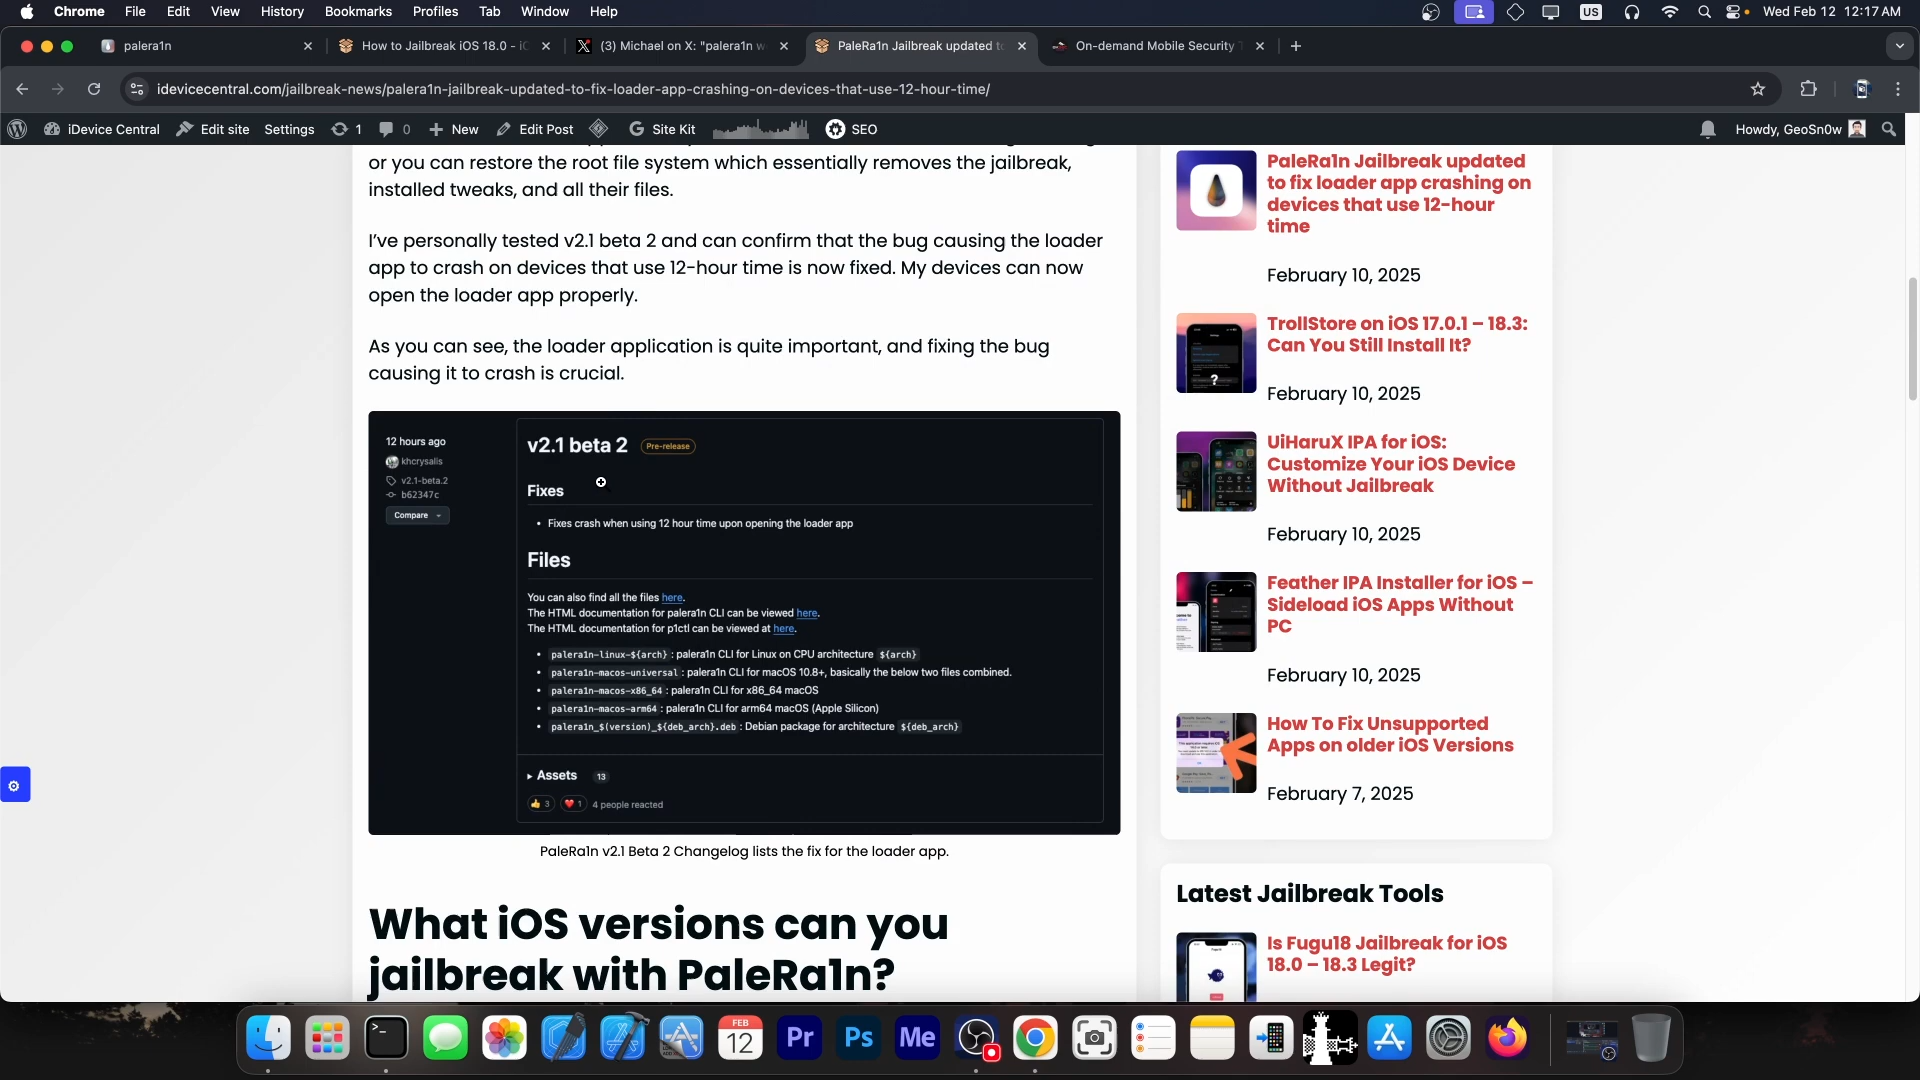 Chrome File Edit View History Bookmarks Profiles Tab Window Help US Wed Feb 12 12:17 AM
palera1n How to Jailbreak iOS 18.0 - iO (3) Michael on X: "palera1n w PaleRa1n Jailbreak updated to On-demand Mobile Security T
idevicecentral.com/jailbreak-news/palera1n-jailbreak-updated-to-fix-loader-app-crashing-on-devices-that-use-12-hour-time/
iDevice Central Edit site Settings 1 0 New Edit Post Site Kit SEO Howdy, GeoSn0w
or you can restore the root file system which essentially removes the jailbreak,
installed tweaks, and all their files.
I've personally tested v2.1 beta 2 and can confirm that the bug causing the loader
app to crash on devices that use 12-hour time is now fixed. My devices can now
open the loader app properly.
As you can see, the loader application is quite important, and fixing the bug
causing it to crash is crucial.
12 hours ago
khcrysalis
v2.1-beta.2
b62347c
Compare
v2.1 beta 2 Pre-release
Fixes
• Fixes crash when using 12 hour time upon opening the loader app
Files
You can also find all the files here.
The HTML documentation for palera1n CLI can be viewed here.
The HTML documentation for p1ctl can be viewed at here.
• palera1n-linux-${arch} : palera1n CLI for Linux on CPU architecture ${arch}
• palera1n-macos-universal : palera1n CLI for macOS 10.8+, basically the below two files combined.
• palera1n-macos-x86_64 : palera1n CLI for x86_64 macOS
• palera1n-macos-arm64 : palera1n CLI for arm64 macOS (Apple Silicon)
• palera1n_$(version)_${deb_arch}.deb : Debian package for architecture ${deb_arch}
Assets 13
3 1 4 people reacted
PaleRa1n v2.1 Beta 2 Changelog lists the fix for the loader app.
What iOS versions can you
jailbreak with PaleRa1n?
PaleRa1n Jailbreak updated
to fix loader app crashing on
devices that use 12-hour
time
February 10, 2025
TrollStore on iOS 17.0.1 – 18.3:
Can You Still Install It?
February 10, 2025
UiHaruX IPA for iOS:
Customize Your iOS Device
Without Jailbreak
February 10, 2025
Feather IPA Installer for iOS –
Sideload iOS Apps Without
PC
February 10, 2025
How To Fix Unsupported
Apps on older iOS Versions
February 7, 2025
Latest Jailbreak Tools
Is Fugu18 Jailbreak for iOS
18.0 – 18.3 Legit?
FEB
12
Pr
Ps
Me